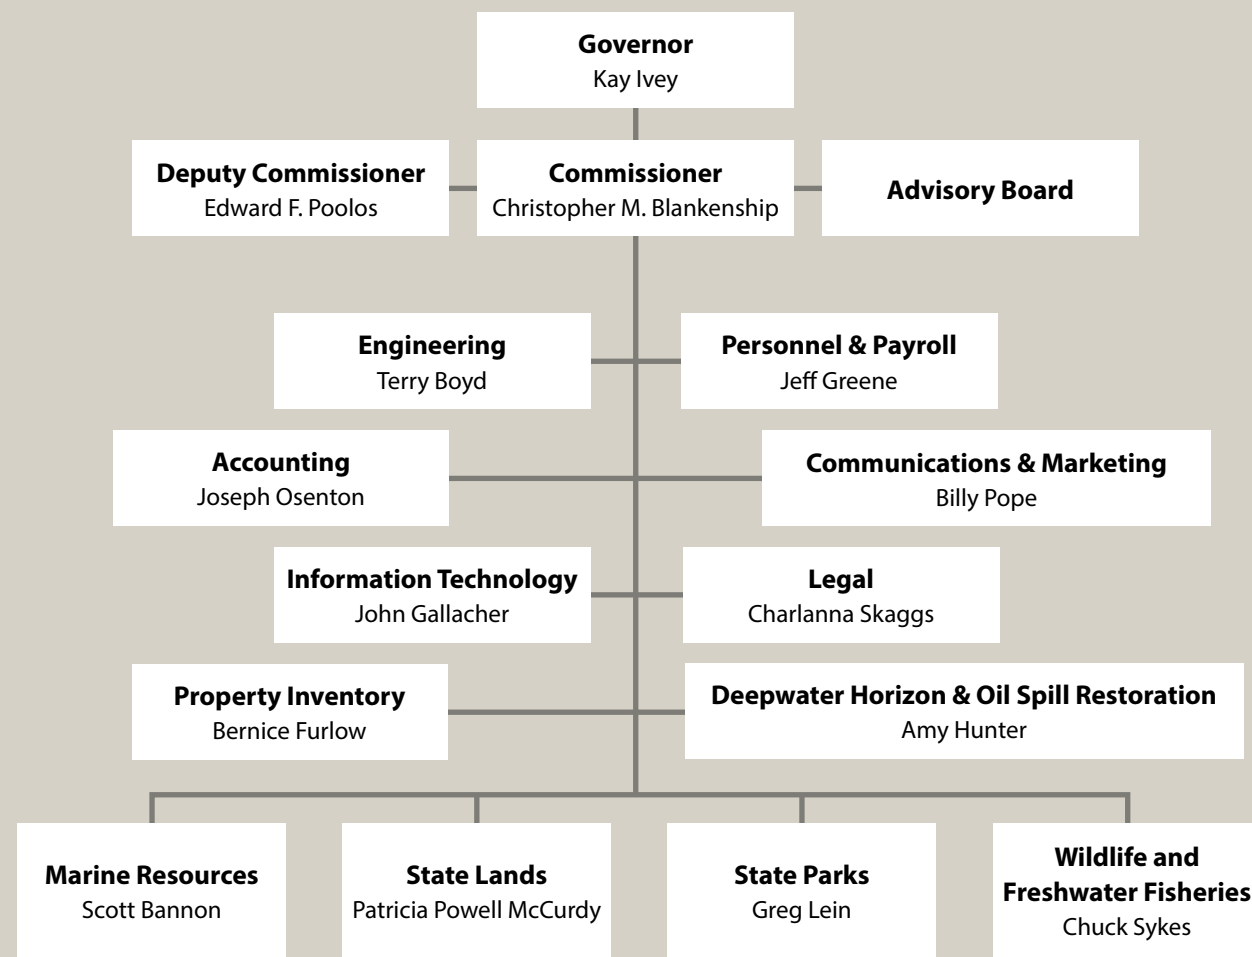 Governor
Kay Ivey
Deputy Commissioner
Edward F. Poolos
Commissioner
Christopher M. Blankenship
Advisory Board
Engineering
Terry Boyd
Personnel & Payroll
Jeff Greene
Accounting
Joseph Osenton
Communications & Marketing
Billy Pope
Information Technology
John Gallacher
Legal
Charlanna Skaggs
Property Inventory
Bernice Furlow
Deepwater Horizon & Oil Spill Restoration
Amy Hunter
Marine Resources
Scott Bannon
State Lands
Patricia Powell McCurdy
State Parks
Greg Lein
Wildlife and
Freshwater Fisheries
Chuck Sykes